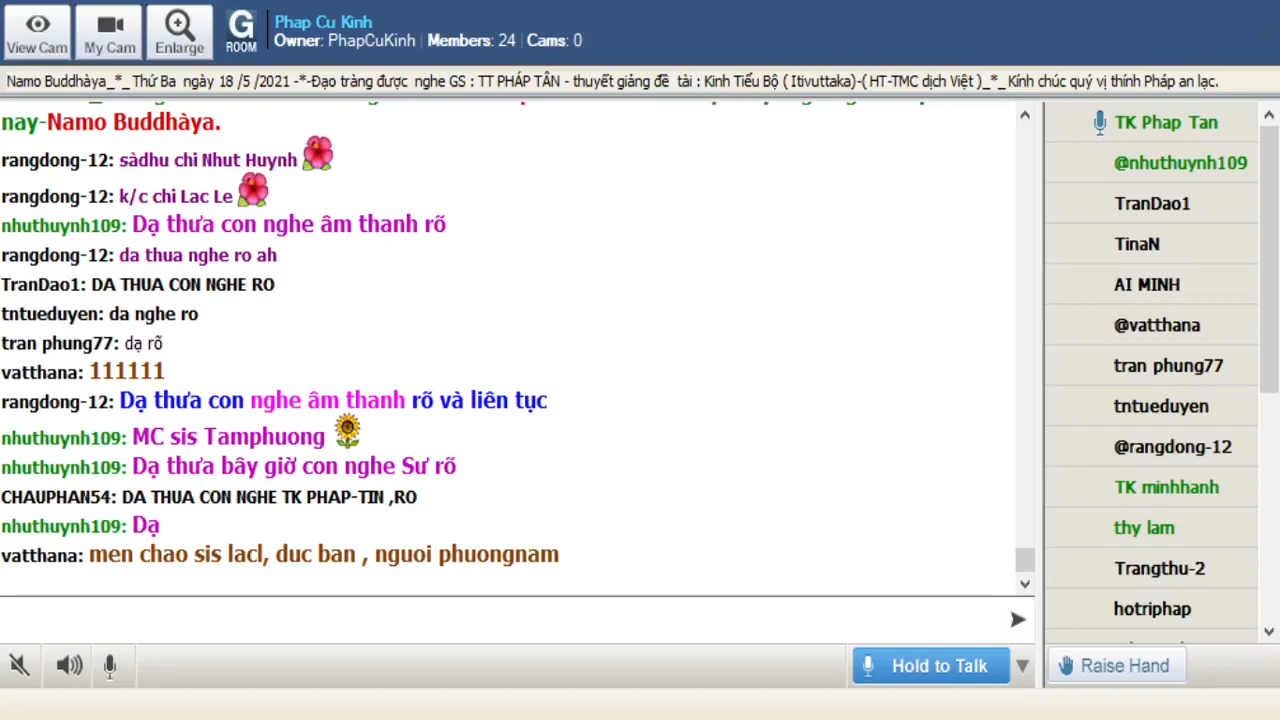 View Cam
My Cam
Enlarge
G
ROOM
Phap Cu Kinh
Owner: PhapCuKinh | Members: 24 | Cams: 0
Namo Buddhàya_*_Thứ Ba ngày 18 /5 /2021 -*-Đạo tràng được nghe GS : TT PHÁP TÂN - thuyết giảng đề tài : Kinh Tiểu Bộ ( Itivuttaka)-( HT-TMC dịch Việt )_*_Kính chúc quý vị thính Pháp an lạc.
nay-Namo Buddhàya.
rangdong-12: sàdhu chi Nhut Huynh
rangdong-12: k/c chi Lac Le
nhuthuynh109: Dạ thưa con nghe âm thanh rõ
rangdong-12: da thua nghe ro ah
TranDao1: DA THUA CON NGHE RO
tntueduyen: da nghe ro
tran phung77: dạ rõ
vatthana: 111111
rangdong-12: Dạ thưa con nghe âm thanh rõ và liên tục
nhuthuynh109: MC sis Tamphuong
nhuthuynh109: Dạ thưa bây giờ con nghe Sư rõ
CHAUPHAN54: DA THUA CON NGHE TK PHAP-TIN ,RO
nhuthuynh109: Dạ
vatthana: men chao sis lacl, duc ban , nguoi phuongnam
TK Phap Tan
@nhuthuynh109
TranDao1
TinaN
AI MINH
@vatthana
tran phung77
tntueduyen
@rangdong-12
TK minhhanh
thy lam
Trangthu-2
hotriphap
Hold to Talk
Raise Hand